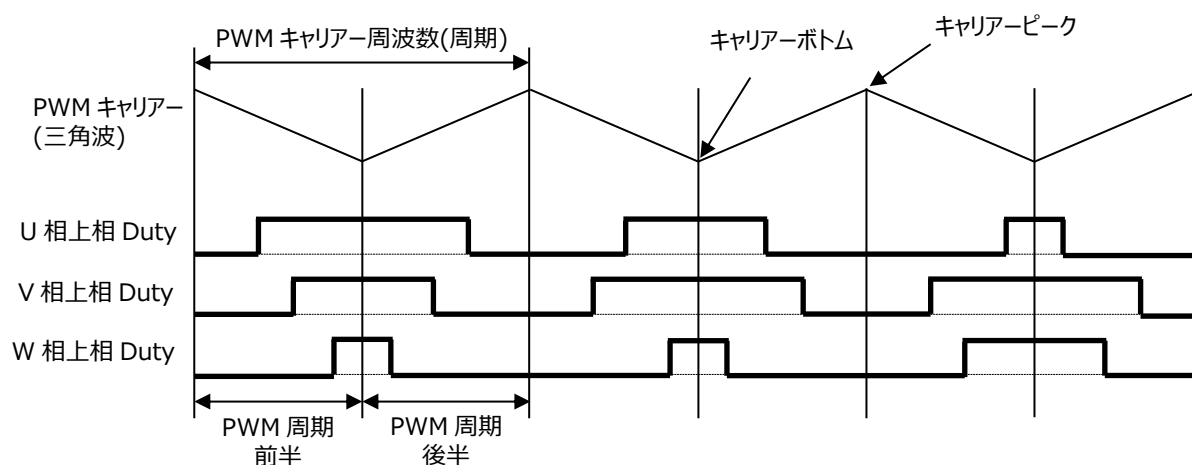 PWM キャリアー周波数(周期)
キャリアーボトム
キャリアーピーク
PWM キャリアー
(三角波)
U 相上相 Duty
V 相上相 Duty
W 相上相 Duty
PWM 周期
前半
PWM 周期
後半